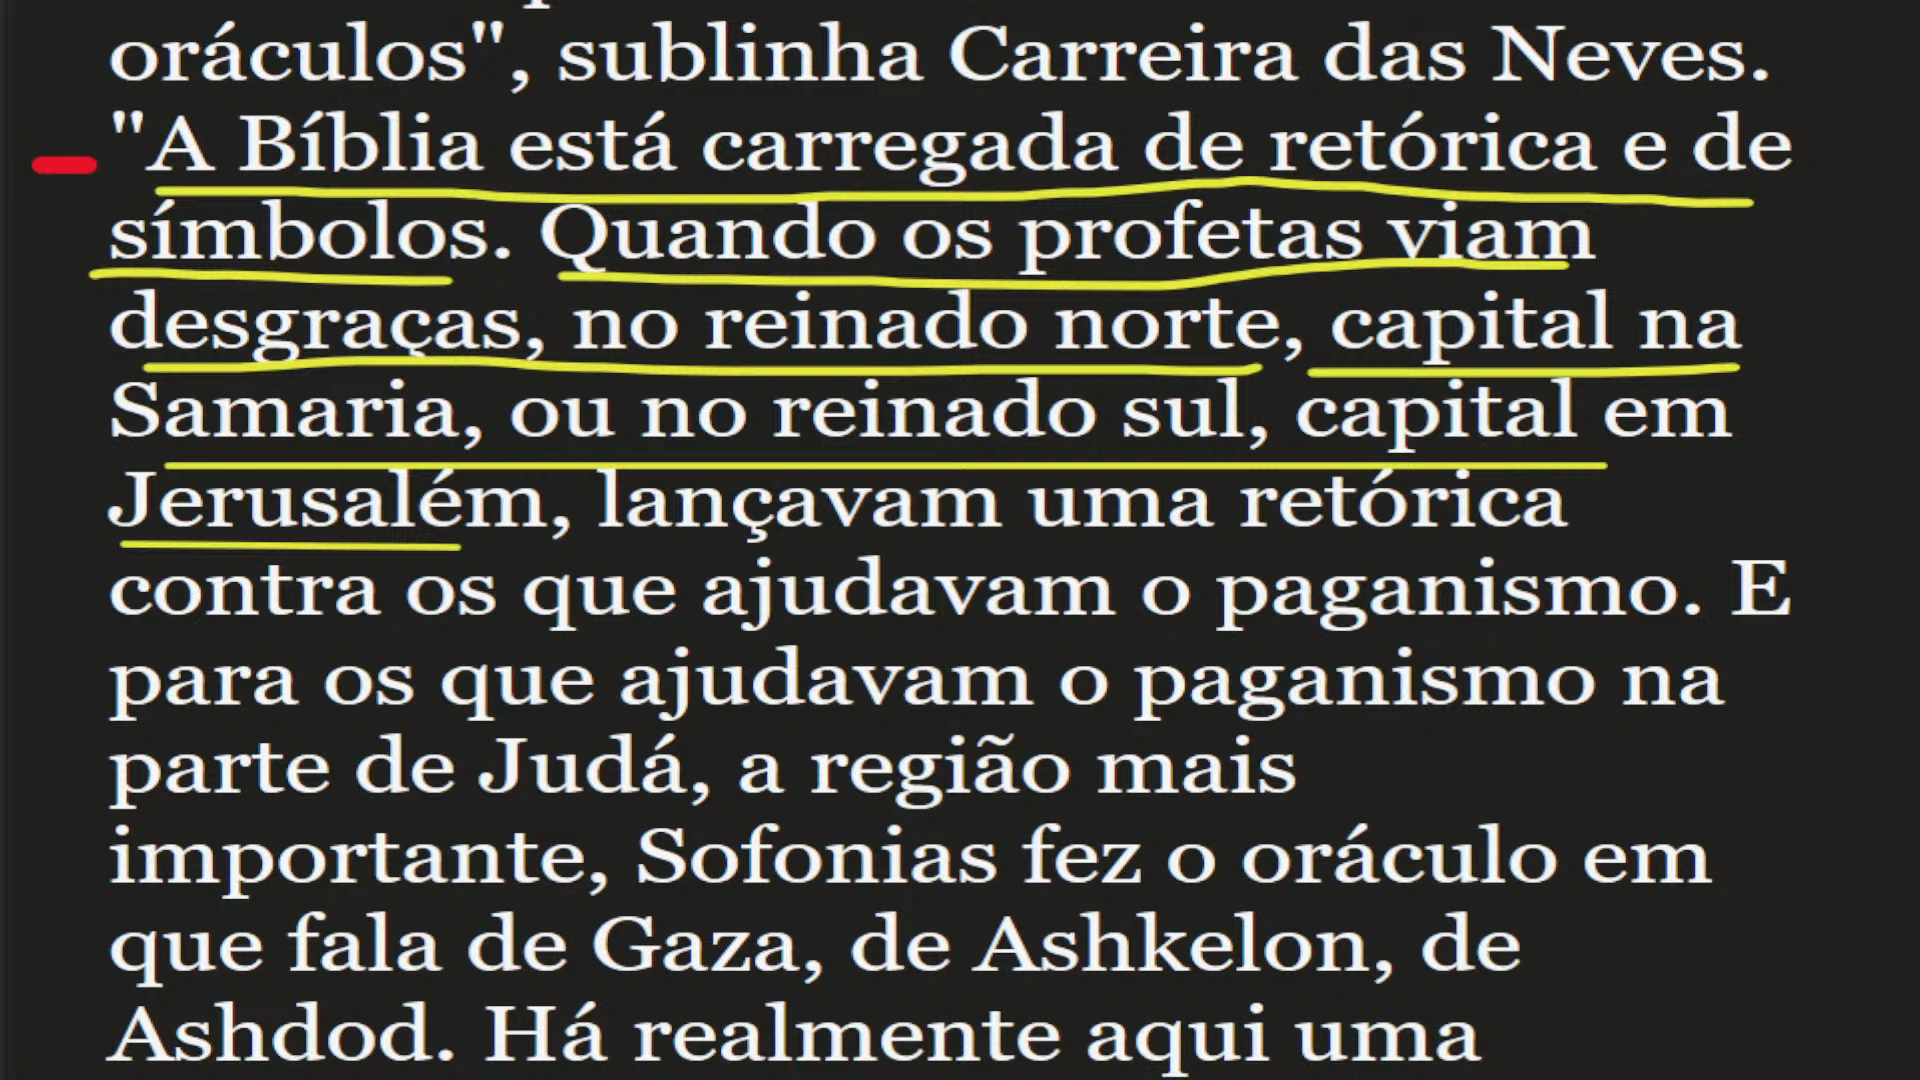 oráculos", sublinha Carreira das Neves.
"A Bíblia está carregada de retórica e de
símbolos. Quando os profetas viam
desgraças, no reinado norte, capital na
Samaria, ou no reinado sul, capital em
Jerusalém, lançavam uma retórica
contra os que ajudavam o paganismo. E
para os que ajudavam o paganismo na
parte de Judá, a região mais
importante, Sofonias fez o oráculo em
que fala de Gaza, de Ashkelon, de
Ashdod. Há realmente aqui uma